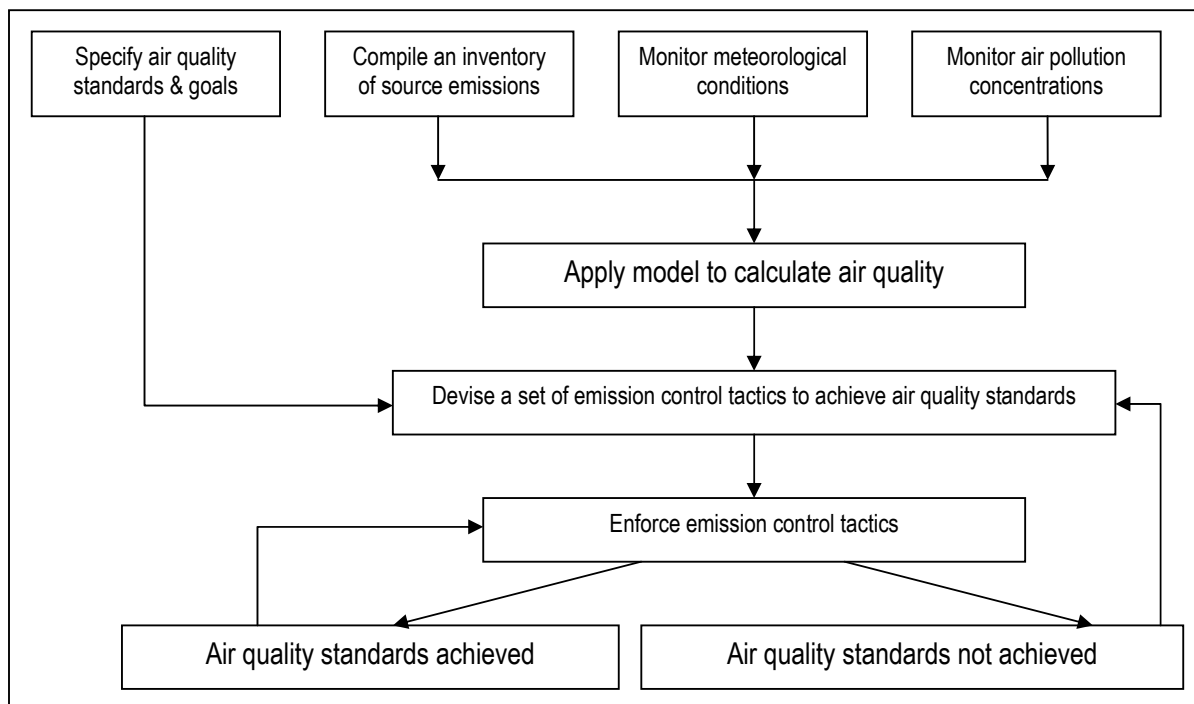 Specify air quality
standards & goals
Compile an inventory
of source emissions
Monitor meteorological
conditions
Monitor air pollution
concentrations
Apply model to calculate air quality
Devise a set of emission control tactics to achieve air quality standards
Enforce emission control tactics
Air quality standards achieved
Air quality standards not achieved